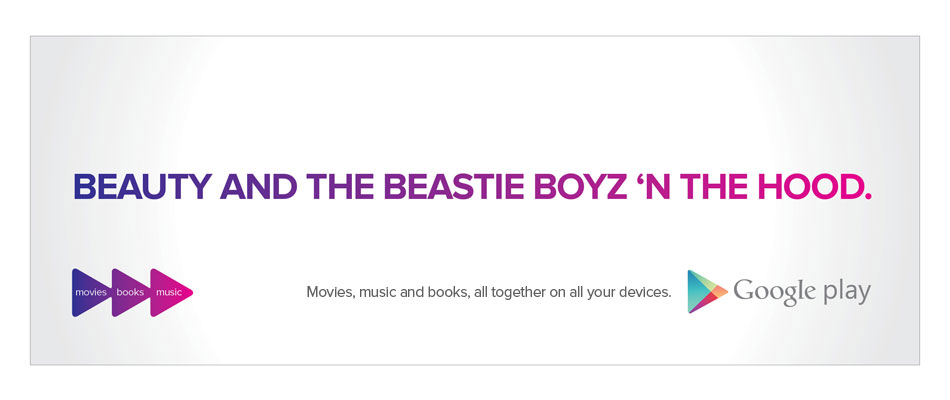 BEAUTY AND THE BEASTIE BOYZ ‘N THE HOOD.
movies books music
Movies, music and books, all together on all your devices.
Google play